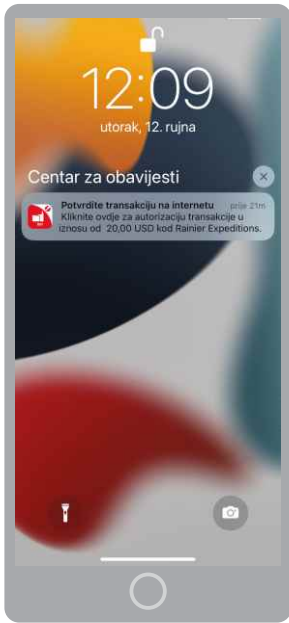 12:09
utorak, 12. rujna
Centar za obavijesti
Potvrdite transakciju na internetu prije 21m
Kliknite ovdje za autorizaciju transakcije u
iznosu od 20,00 USD kod Rainier Expeditions.